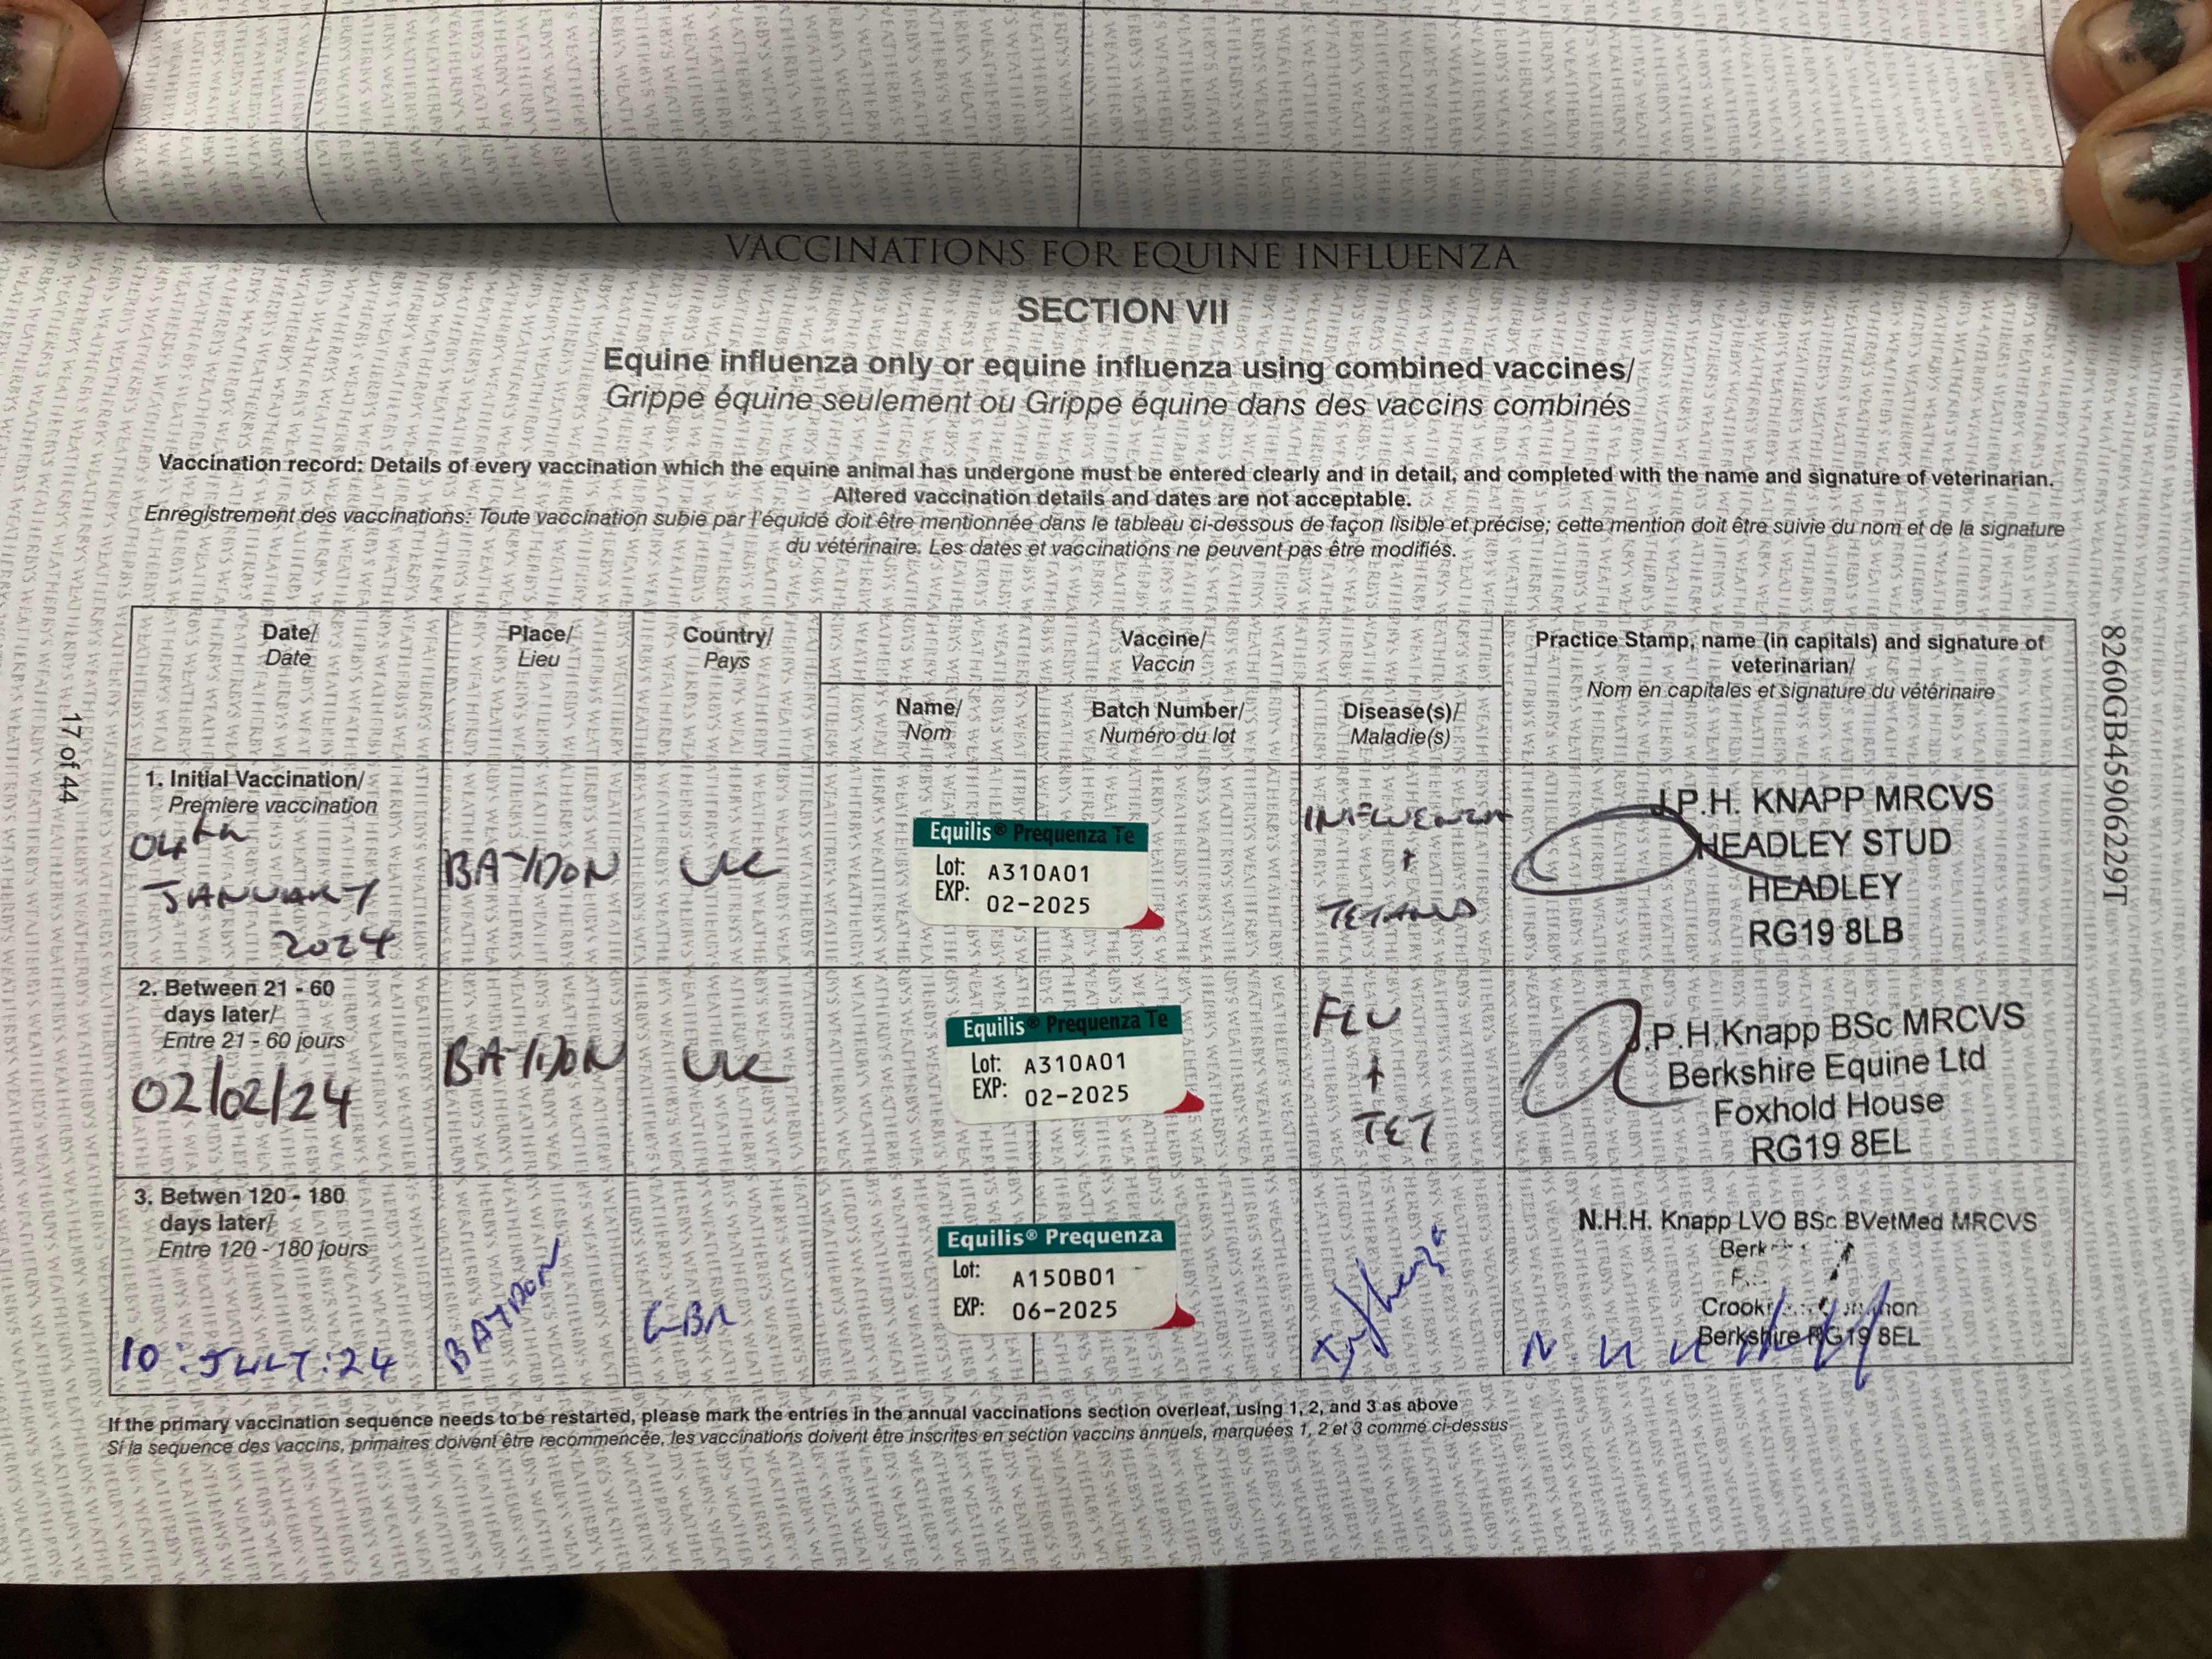 VACCINATIONS FOR EQUINE INFLUENZA
SECTION VII
Equine influenza only or equine influenza using combined vaccines/
Grippe équine seulement ou Grippe équine dans des vaccins combinés
Vaccination record: Details of every vaccination which the equine animal has undergone must be entered clearly and in detail, and completed with the name and signature of veterinarian.
Altered vaccination details and dates are not acceptable.
Enregistrement des vaccinations: Toute vaccination subie par l'équidé doit être mentionnée dans le tableau ci-dessous de façon lisible et précise; cette mention doit être suivie du nom et de la signature
du vétérinaire. Les dates et vaccinations ne peuvent pas être modifiés.
Date/
Date
Place/
Lieu
Country/
Pays
Vaccine/
Vaccin
Name/
Nom
Batch Number/
Numéro du lot
Disease(s)/
Maladie(s)
Practice Stamp, name (in capitals) and signature of
veterinarian/
Nom en capitales et signature du vétérinaire
1. Initial Vaccination/
Premiere vaccination
04th
JANUARY
2024
BAYDON
UK
Equilis® Prequenza Te
Lot: A310A01
EXP: 02-2025
INFLUENZA
+
TETANUS
J.P.H. KNAPP MRCVS
HEADLEY STUD
HEADLEY
RG19 8LB
2. Between 21 - 60
days later/
Entre 21 - 60 jours
02/02/24
BAYDON
UK
Equilis® Prequenza Te
Lot: A310A01
EXP: 02-2025
FLU
+
TET
J.P.H.Knapp BSc MRCVS
Berkshire Equine Ltd
Foxhold House
RG19 8EL
3. Betwen 120 - 180
days later/
Entre 120 - 180 jours
10:JULY:24
BAYDON
GBR
Equilis® Prequenza
Lot: A150B01
EXP: 06-2025
Influenza
N.H.H. Knapp LVO BSc BVetMed MRCVS
Berkshire RG19 8EL
If the primary vaccination sequence needs to be restarted, please mark the entries in the annual vaccinations section overleaf, using 1, 2, and 3 as above
Si la sequence des vaccins, primaires doivent être recommencée, les vaccinations doivent être inscrites en section vaccins annuels, marquées 1, 2 et 3 comme ci-dessus
17 of 44
8260GB45906229T
WEATHERBYS